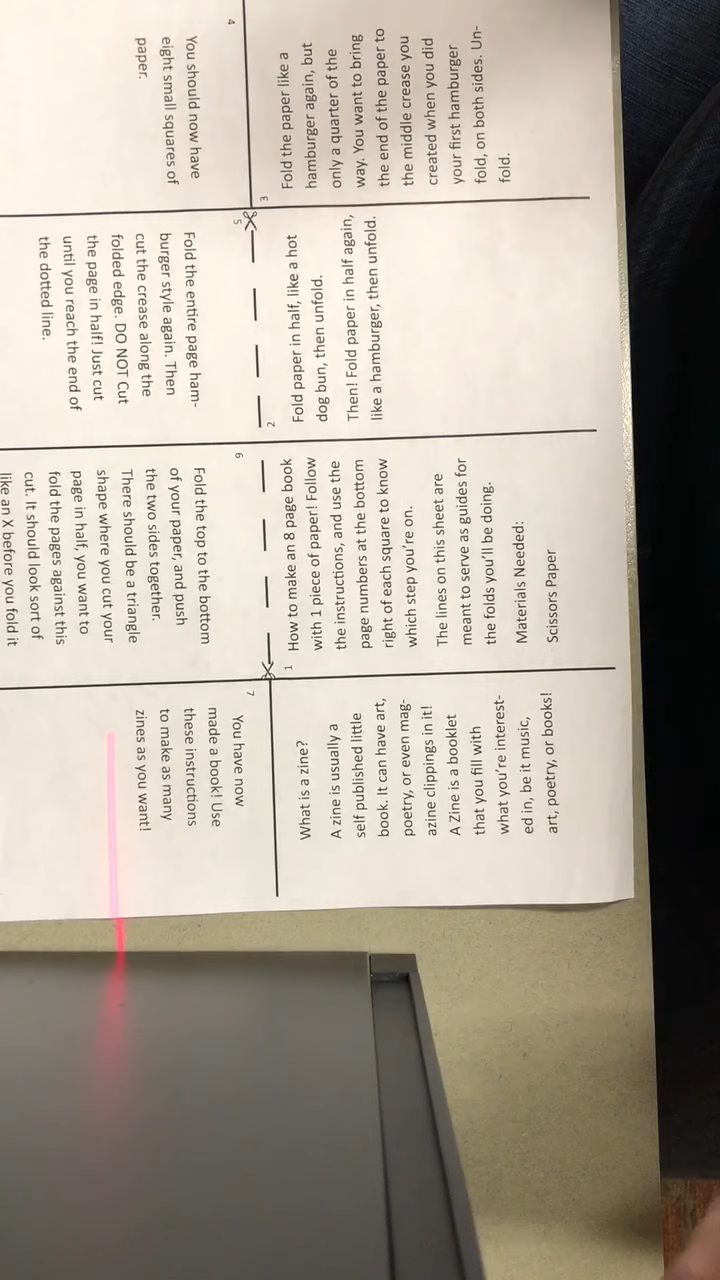 What is a zine?
A zine is usually a
self published little
book. It can have art,
poetry, or even mag-
azine clippings in it!
A Zine is a booklet
that you fill with
what you're interest-
ed in, be it music,
art, poetry, or books!
How to make an 8 page book
with 1 piece of paper! Follow
the instructions, and use the
page numbers at the bottom
right of each square to know
which step you're on.
The lines on this sheet are
meant to serve as guides for
the folds you'll be doing.
Materials Needed:
Scissors Paper
1
Fold paper in half, like a hot
dog bun, then unfold.
Then! Fold paper in half again,
like a hamburger, then unfold.
2
Fold the paper like a
hamburger again, but
only a quarter of the
way. You want to bring
the end of the paper to
the middle crease you
created when you did
your first hamburger
fold, on both sides. Un-
fold.
3
4
You should now have
eight small squares of
paper.
5
Fold the entire page ham-
burger style again. Then
cut the crease along the
folded edge. DO NOT Cut
the page in half! Just cut
until you reach the end of
the dotted line.
6
Fold the top to the bottom
of your paper, and push
the two sides together.
There should be a triangle
shape where you cut your
page in half, you want to
fold the pages against this
cut. It should look sort of
like an X before you fold it
7
You have now
made a book! Use
these instructions
to make as many
zines as you want!